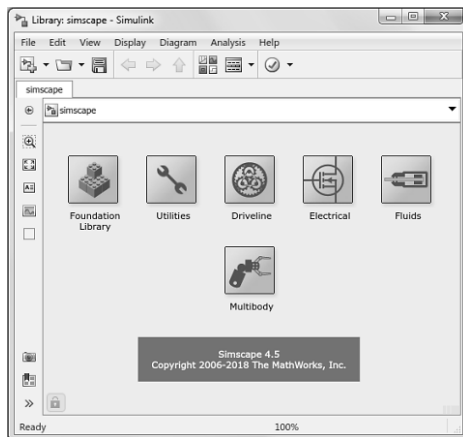 Library: simscape - Simulink
File Edit View Display Diagram Analysis Help
simscape
simscape
Foundation
Library
Utilities
Driveline
Electrical
Fluids
Multibody
Simscape 4.5
Copyright 2006-2018 The MathWorks, Inc.
Ready
100%